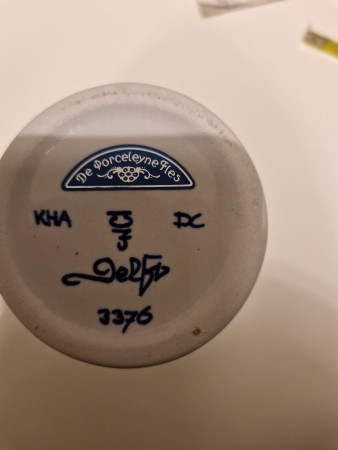 De Porceleyne Fles
KHA DC
Delft
3376